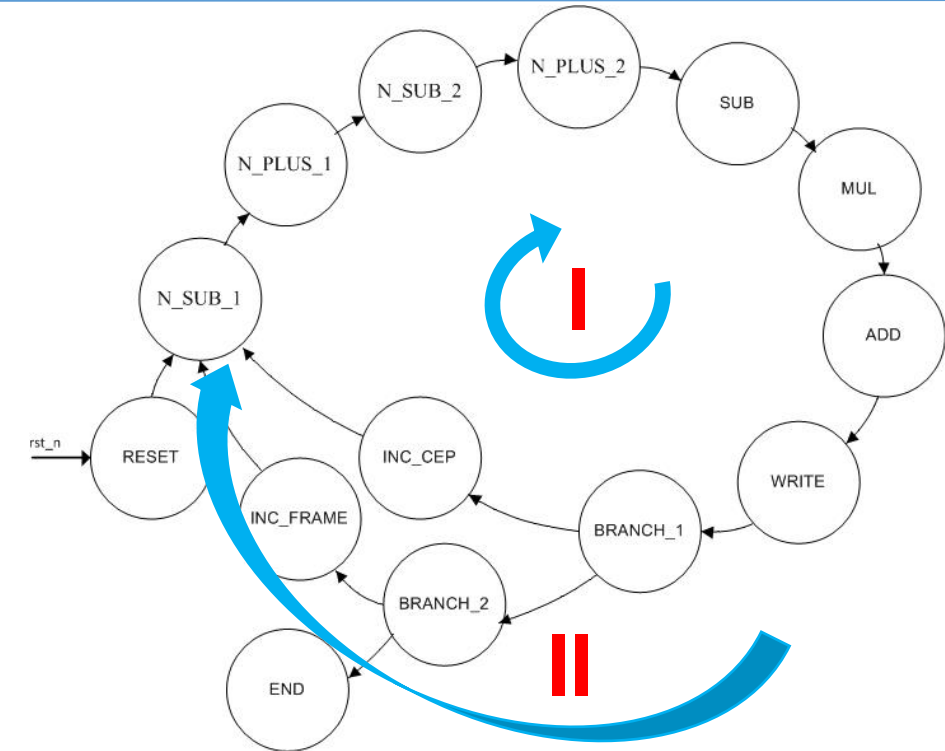 N_PLUS_2
N_SUB_2
SUB
N_PLUS_1
MUL
N_SUB_1
I
ADD
rst_n
RESET
INC_CEP
WRITE
INC_FRAME
BRANCH_1
BRANCH_2
II
END